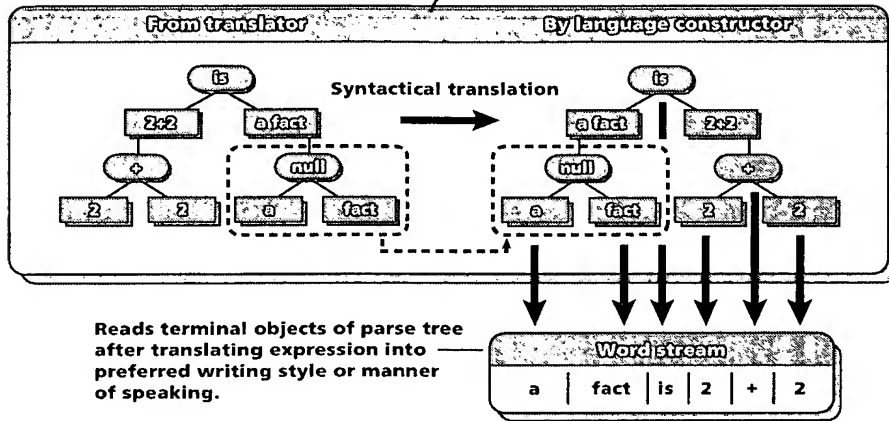 From translator
By language constructor
is
Syntactical translation
is
2+2
a fact
a fact
2+2
+
null
null
+
2
2
a
fact
a
fact
2
2
Reads terminal objects of parse tree
after translating expression into
preferred writing style or manner
of speaking.
Word stream
a | fact | is | 2 | + | 2